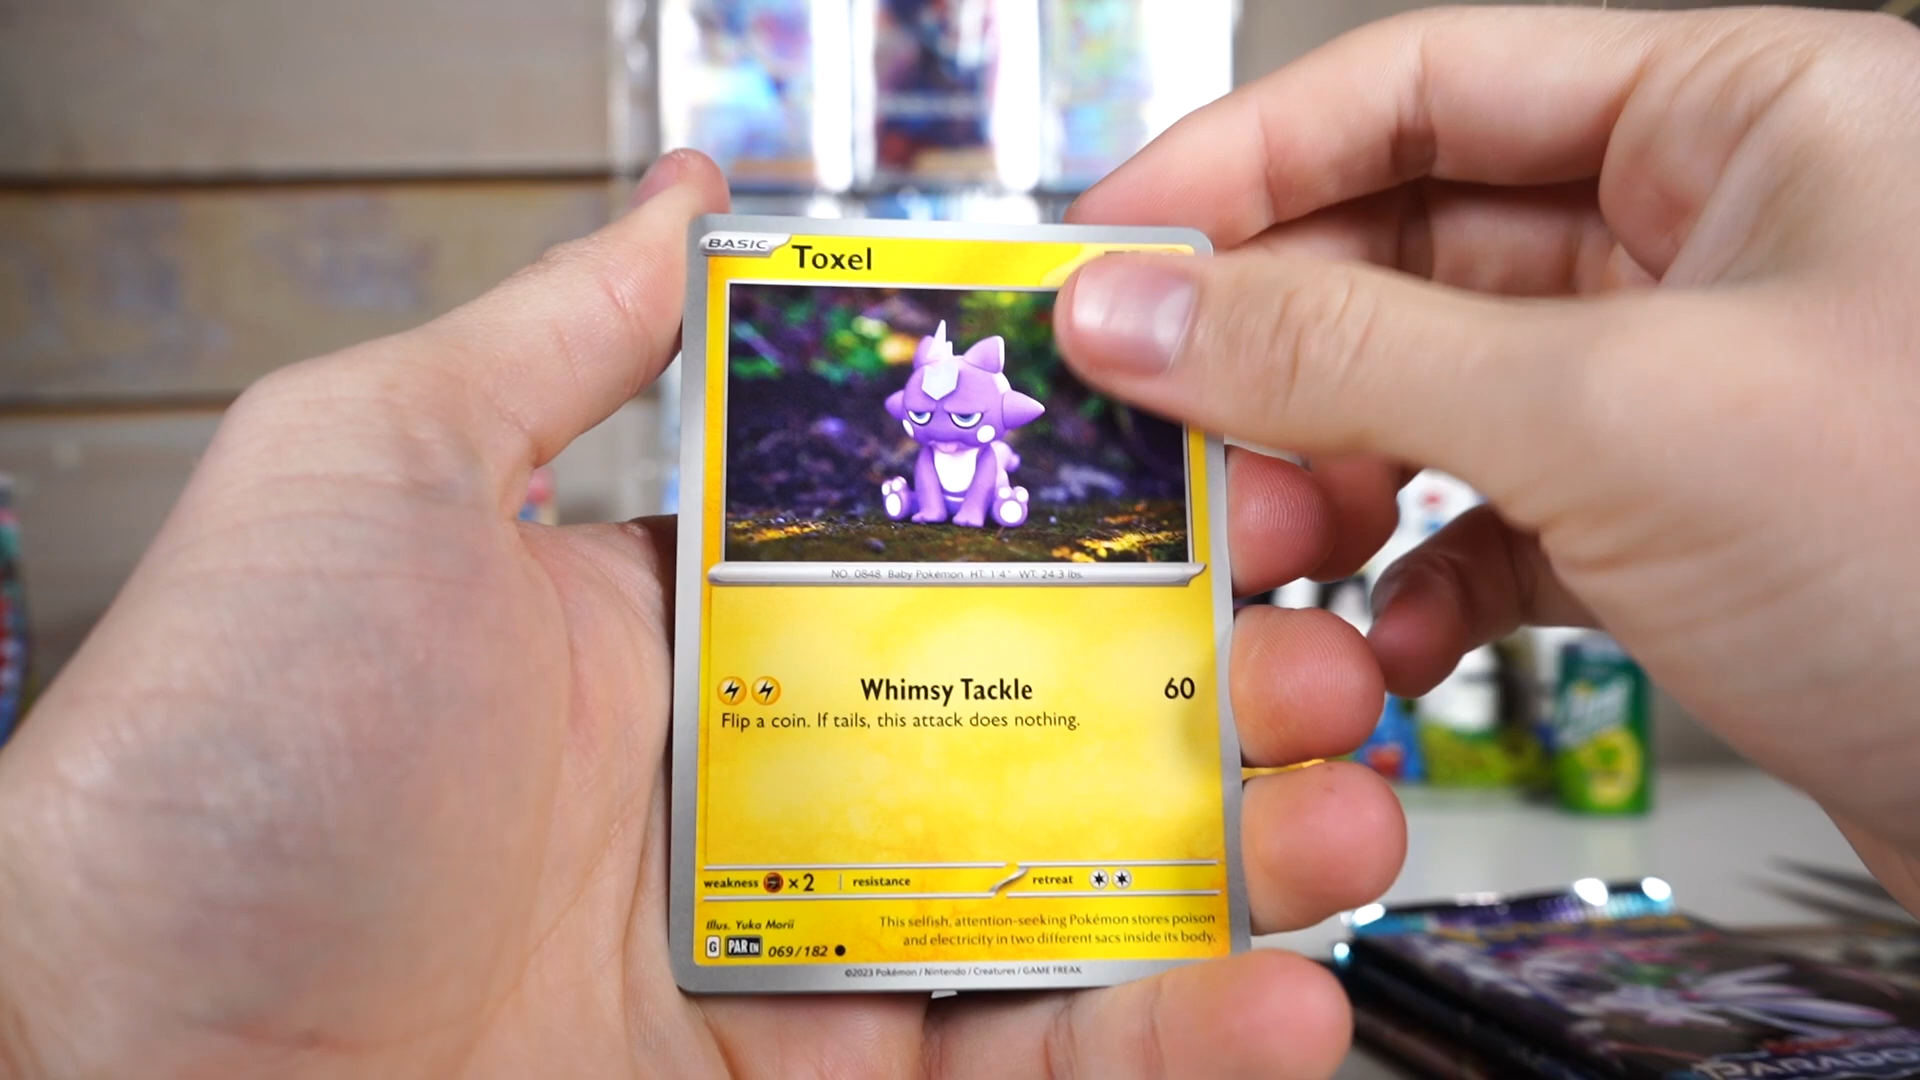 BASIC
Toxel
NO. 0848 Baby Pokémon HT: 1'4" WT: 24.3 lbs.
Whimsy Tackle 60
Flip a coin. If tails, this attack does nothing.
weakness ×2 resistance retreat
Illus. Yuka Morii
This selfish, attention-seeking Pokémon stores poison
and electricity in two different sacs inside its body.
G PAR EN 069/182
©2023 Pokémon / Nintendo / Creatures / GAME FREAK